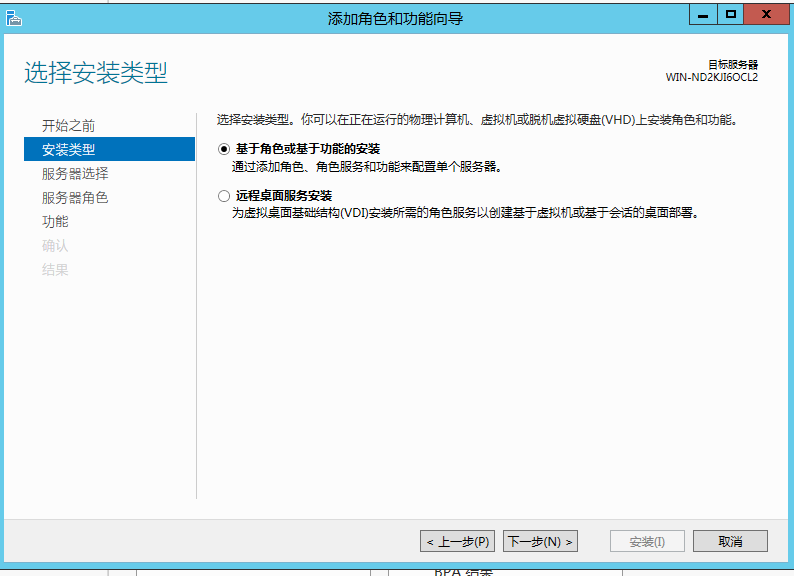 添加角色和功能向导
选择安装类型
目标服务器
WIN-ND2KJI6OCL2
开始之前
安装类型
服务器选择
服务器角色
功能
确认
结果
选择安装类型。你可以在正在运行的物理计算机、虚拟机或脱机虚拟硬盘(VHD)上安装角色和功能。
基于角色或基于功能的安装
通过添加角色、角色服务和功能来配置单个服务器。
远程桌面服务安装
为虚拟桌面基础结构(VDI)安装所需的角色服务以创建基于虚拟机或基于会话的桌面部署。
< 上一步(P)
下一步(N) >
安装(I)
取消
BPA 结果